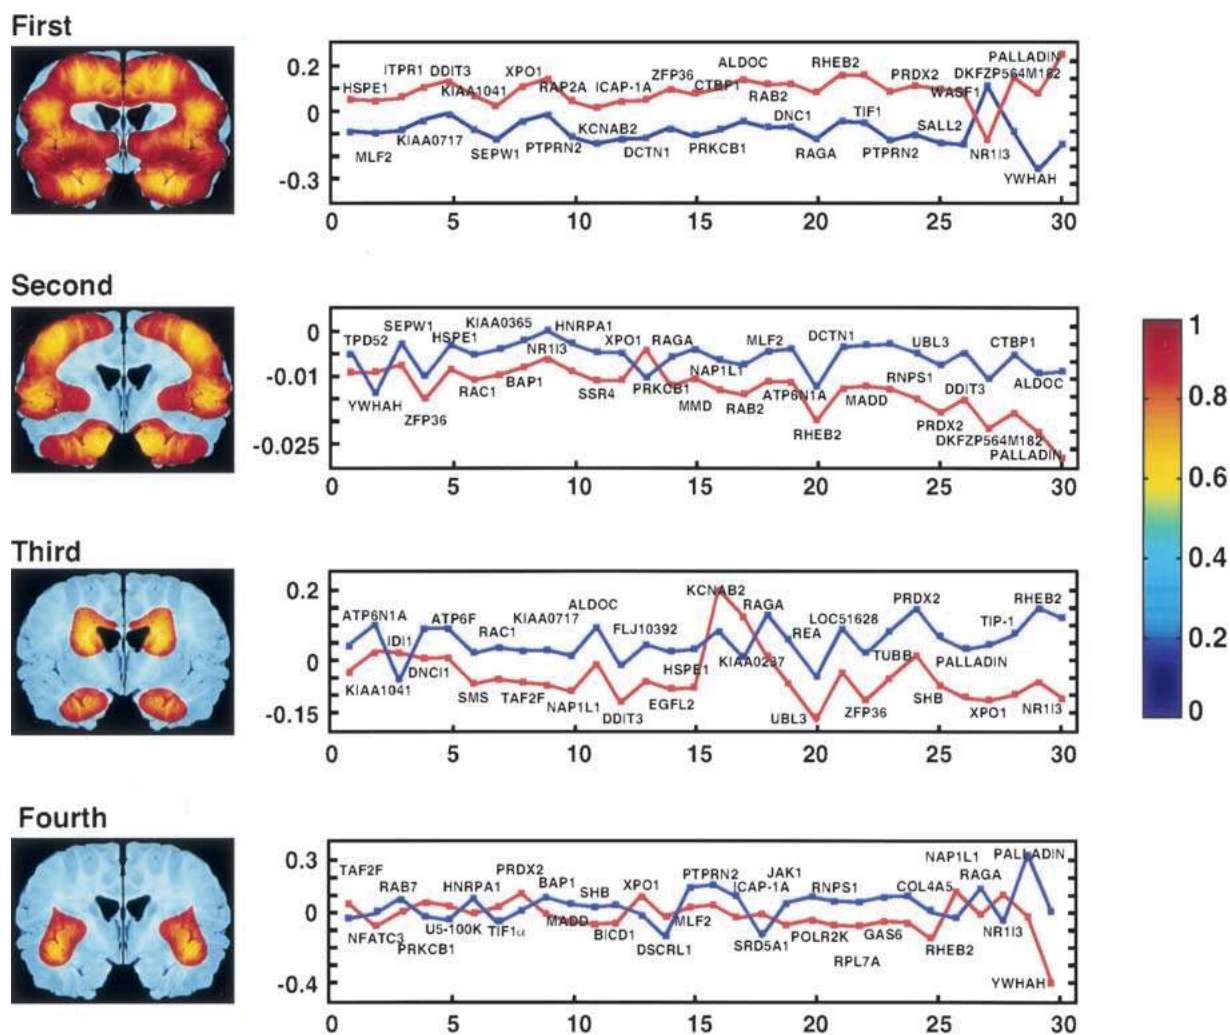 First
0.2
0
-0.3
HSPE1 ITPR1 DDIT3 KIAA1041 XPO1 RAP2A ICAP-1A ZFP36 CTBP1 ALDOC RAB2 RHEB2 PRDX2 WASF1 DKFZP564M182 PALLADIN
MLF2 KIAA0717 SEPW1 PTPRN2 KCNAB2 DCTN1 PRKCB1 DNC1 RAGA TIF1 PTPRN2 SALL2 NR1I3 YWHAH
0 5 10 15 20 25 30
Second
0
-0.01
-0.025
TPD52 SEPW1 HSPE1 KIAA0365 HNRPA1 XPO1 RAGA NAP1L1 MLF2 DCTN1 UBL3 CTBP1
YWHAH ZFP36 RAC1 BAP1 NR1I3 SSR4 PRKCB1 MMD RAB2 ATP6N1A RHEB2 MADD RNPS1 PRDX2 DDIT3 DKFZP564M182 ALDOC PALLADIN
0 5 10 15 20 25 30
Third
0.2
0
-0.15
ATP6N1A IDI1 ATP6F RAC1 KIAA0717 ALDOC FLJ10392 HSPE1 KCNAB2 RAGA REA LOC51628 PRDX2 TIP-1 RHEB2
KIAA1041 DNCI1 SMS TAF2F NAP1L1 DDIT3 EGFL2 KIAA0237 UBL3 ZFP36 TUBB SHB PALLADIN XPO1 NR1I3
0 5 10 15 20 25 30
Fourth
0.3
0
-0.4
TAF2F RAB7 HNRPA1 PRDX2 BAP1 SHB XPO1 PTPRN2 ICAP-1A JAK1 RNPS1 COL4A5 NAP1L1 RAGA PALLADIN
NFATC3 PRKCB1 U5-100K TIF1α MADD BICD1 DSCRL1 MLF2 SRD5A1 POLR2K RPL7A GAS6 RHEB2 NR1I3 YWHAH
0 5 10 15 20 25 30
1
0.8
0.6
0.4
0.2
0